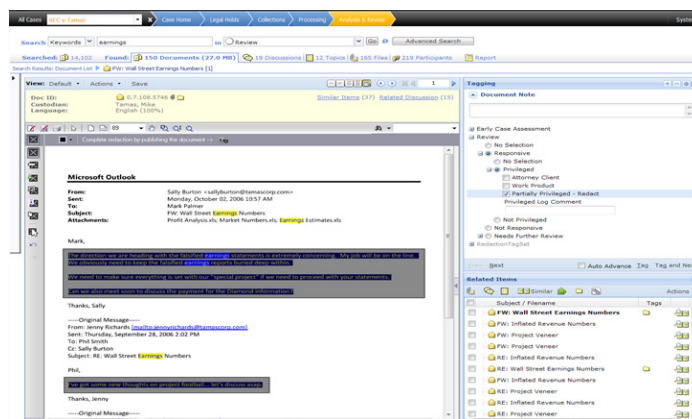 All Cases SEC v Tamas X Case Home Legal Holds Collections Processing Analysis & Review Syste
Search Keywords earnings in Review Go Advanced Search
Searched: 14,102 Found: 150 Documents (27.0 MB) 15 Discussions 12 Topics 165 Files 219 Participants Report
Search Results: Document List FW: Wall Street Earnings Numbers [1]
View: Default Actions Save 1
Tagging
Doc ID: 0.7.108.5746 Similar Items (37) Related Discussion (15)
Custodian: Tamas, Mike
Language: English (100%)
Document Note
89
Complete redaction by publishing the document -->
Early Case Assessment
Review
No Selection
Responsive
No Selection
Privileged
Attorney Client
Work Product
Partially Privileged - Redact
Privileged Log Comment
Not Privileged
Not Responsive
Needs Further Review
RedactionTagSet
Next Auto Advance Tag Tag and Ne
Microsoft Outlook
From: Sally Burton <sallyburton@tamascorp.com>
Sent: Monday, October 02, 2006 10:57 AM
To: Mark Palmer
Subject: FW: Wall Street Earnings Numbers
Attachments: Profit Analysis.xls; Market Numbers.xls; Earnings Estimates.xls
Mark,
The direction we are heading with the falsified earnings statements is extremely concerning. My job will be on the line.
We obviously need to keep the falsified earnings reports buried deep within.
We need to make sure everything is set with our "special project" if we need to proceed with your statements.
Can we also meet soon to discuss the payment for the Diamond information?
Thanks, Sally
-----Original Message-----
From: Jenny Richards [mailto:jennyrichards@tamascorp.com]
Sent: Thursday, September 28, 2006 2:02 PM
To: Phil Smith
Cc: Sally Burton
Subject: RE: Wall Street Earnings Numbers
Phil,
I've got some new thoughts on project football... let's discuss asap.
Thanks, Jenny
-----Original Message-----
Related Items
Similar Actions
Subject / Filename Tags
FW: Wall Street Earnings Numbers
FW: Inflated Revenue Numbers
FW: Project Veneer
RE: Inflated Revenue Numbers
RE: Wall Street Earnings Numbers
FW: Inflated Revenue Numbers
RE: Project Veneer
RE: Inflated Revenue Numbers
RE: Project Veneer